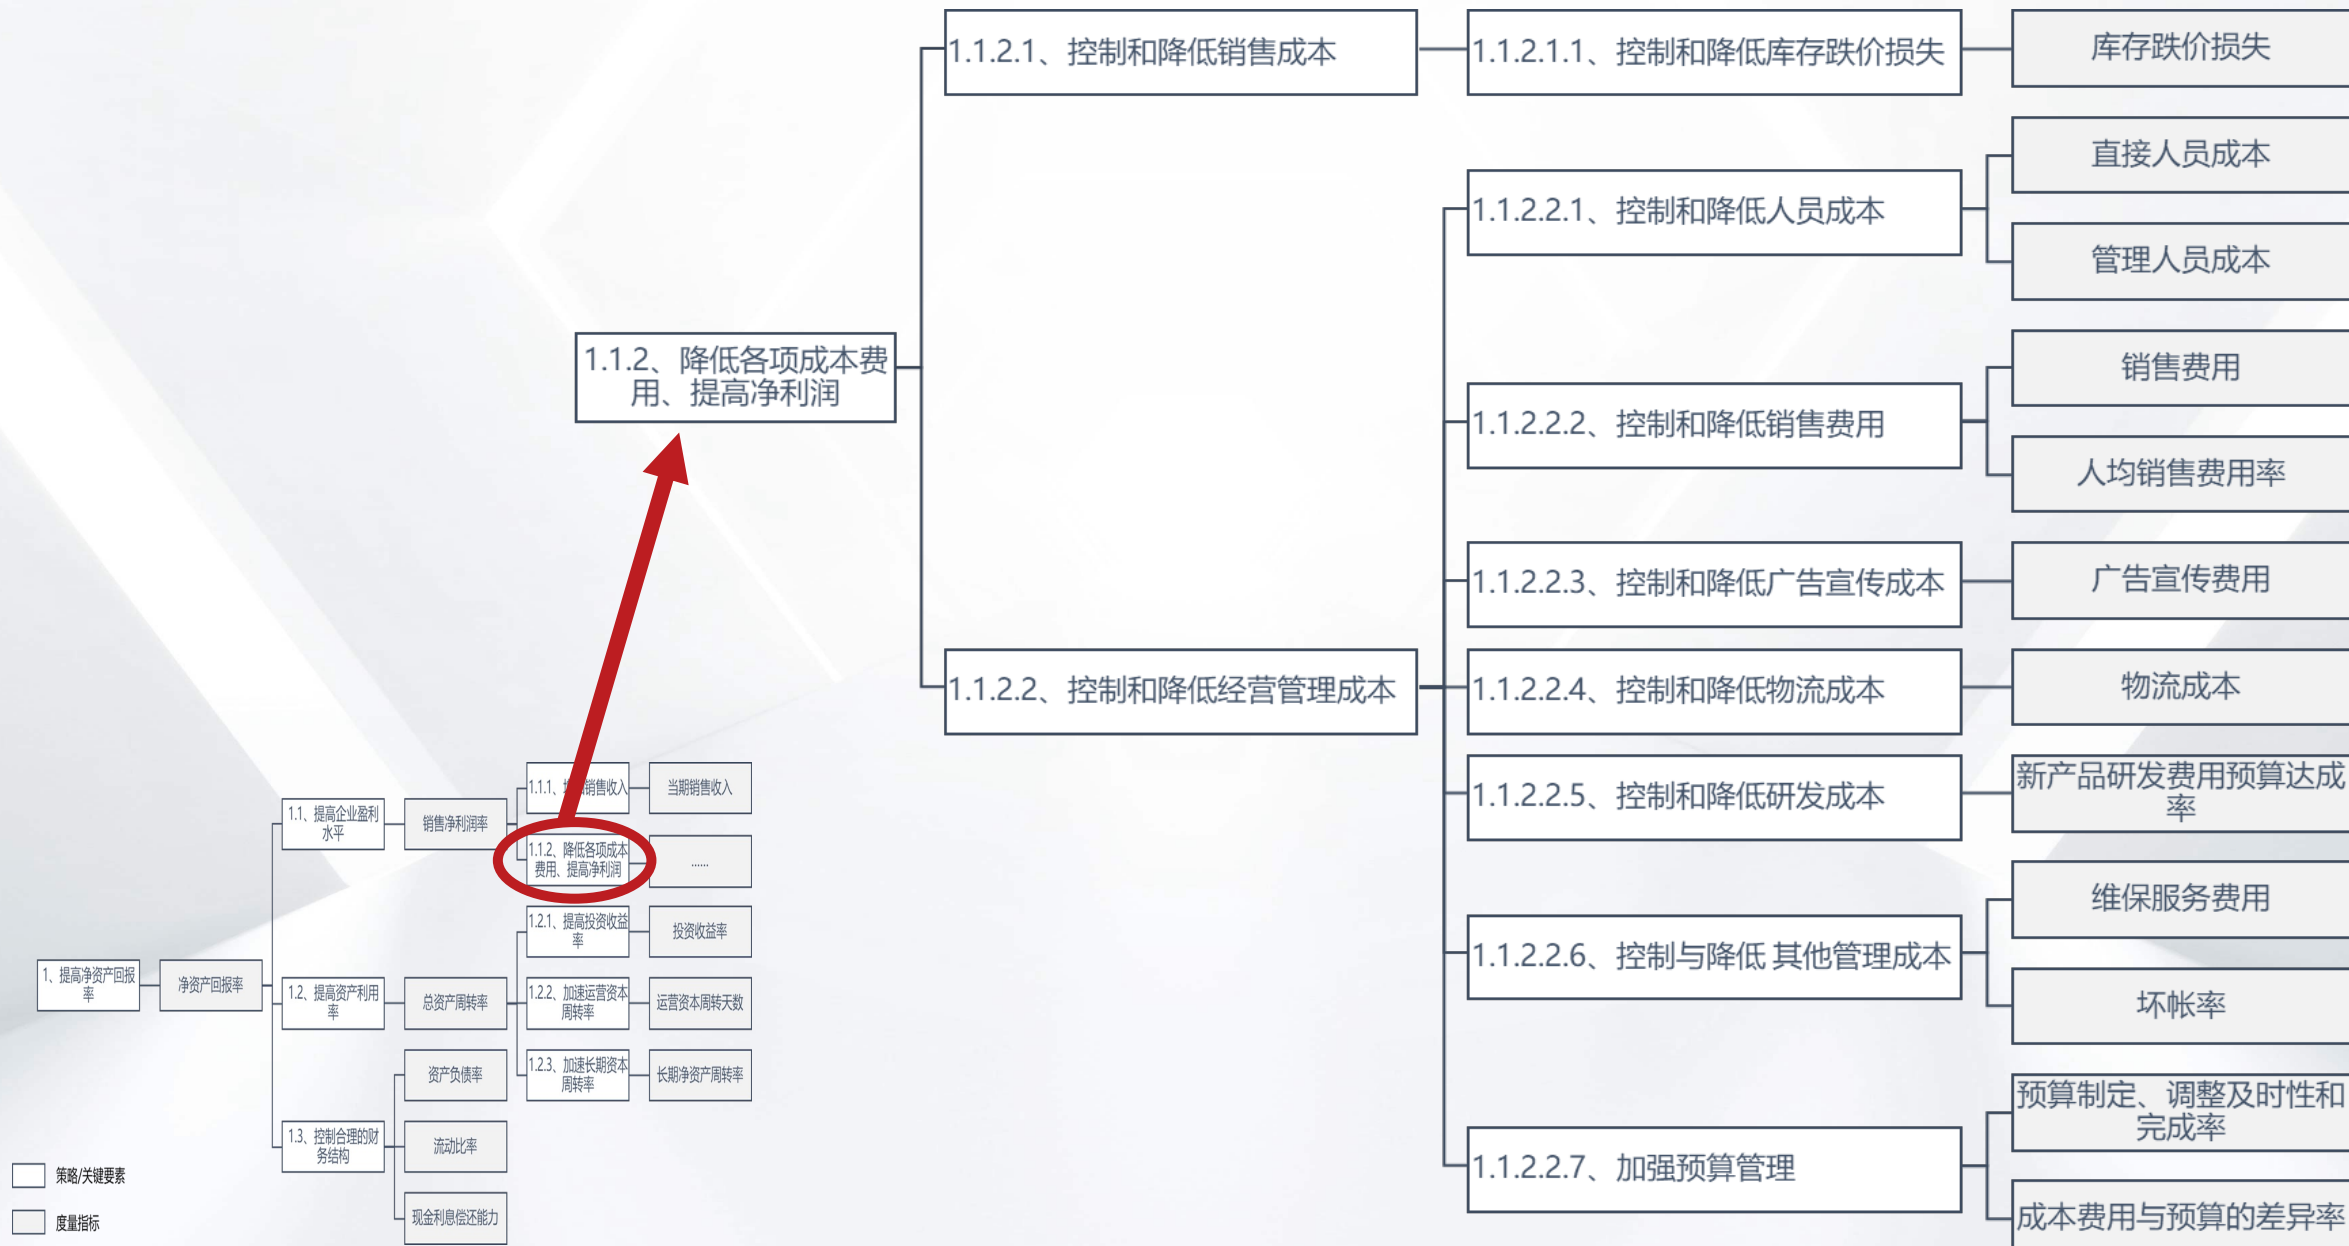 1.1.2.1、控制和降低销售成本
1.1.2.1.1、控制和降低库存跌价损失
库存跌价损失
直接人员成本
1.1.2.2.1、控制和降低人员成本
管理人员成本
1.1.2、降低各项成本费
用、提高净利润
销售费用
1.1.2.2.2、控制和降低销售费用
人均销售费用率
1.1.2.2.3、控制和降低广告宣传成本
广告宣传费用
1.1.2.2、控制和降低经营管理成本
1.1.2.2.4、控制和降低物流成本
物流成本
1.1.2.2.5、控制和降低研发成本
新产品研发费用预算达成
率
维保服务费用
1.1.2.2.6、控制与降低 其他管理成本
坏帐率
预算制定、调整及时性和
完成率
1.1.2.2.7、加强预算管理
成本费用与预算的差异率
1、提高净资产回报
率
净资产回报率
1.1、提高企业盈利
水平
销售净利润率
1.1.1、
销售收入
当期销售收入
1.1.2、降低各项成本
费用、提高净利润
......
1.2、提高资产利用
率
总资产周转率
1.2.1、提高投资收益
率
投资收益率
1.2.2、加速运营资本
周转率
运营资本周转天数
1.2.3、加速长期资本
周转率
长期净资产周转率
1.3、控制合理的财
务结构
资产负债率
流动比率
现金利息偿还能力
策略/关键要素
度量指标